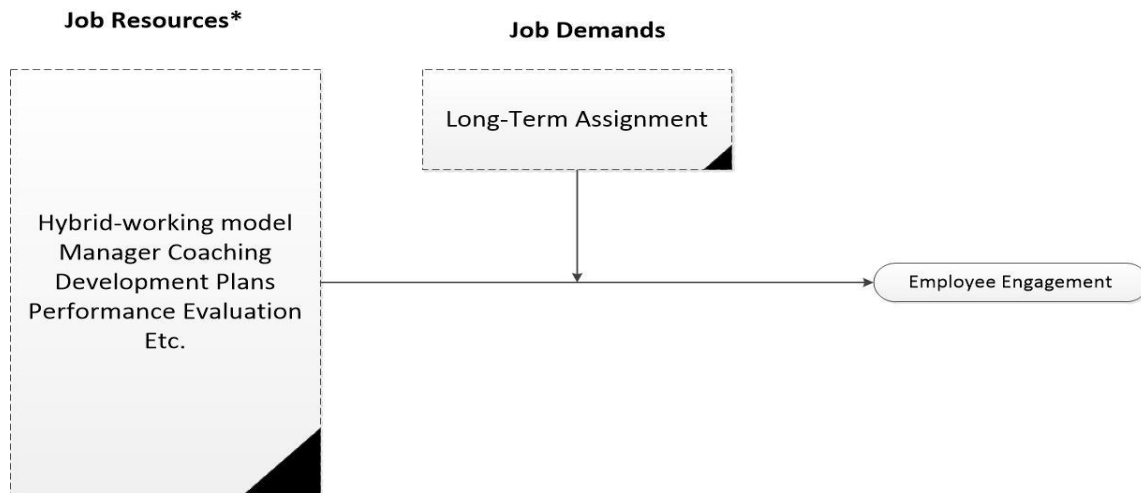 Job Resources*
Job Demands
Long-Term Assignment
Hybrid-working model
Manager Coaching
Development Plans
Performance Evaluation
Etc.
Employee Engagement